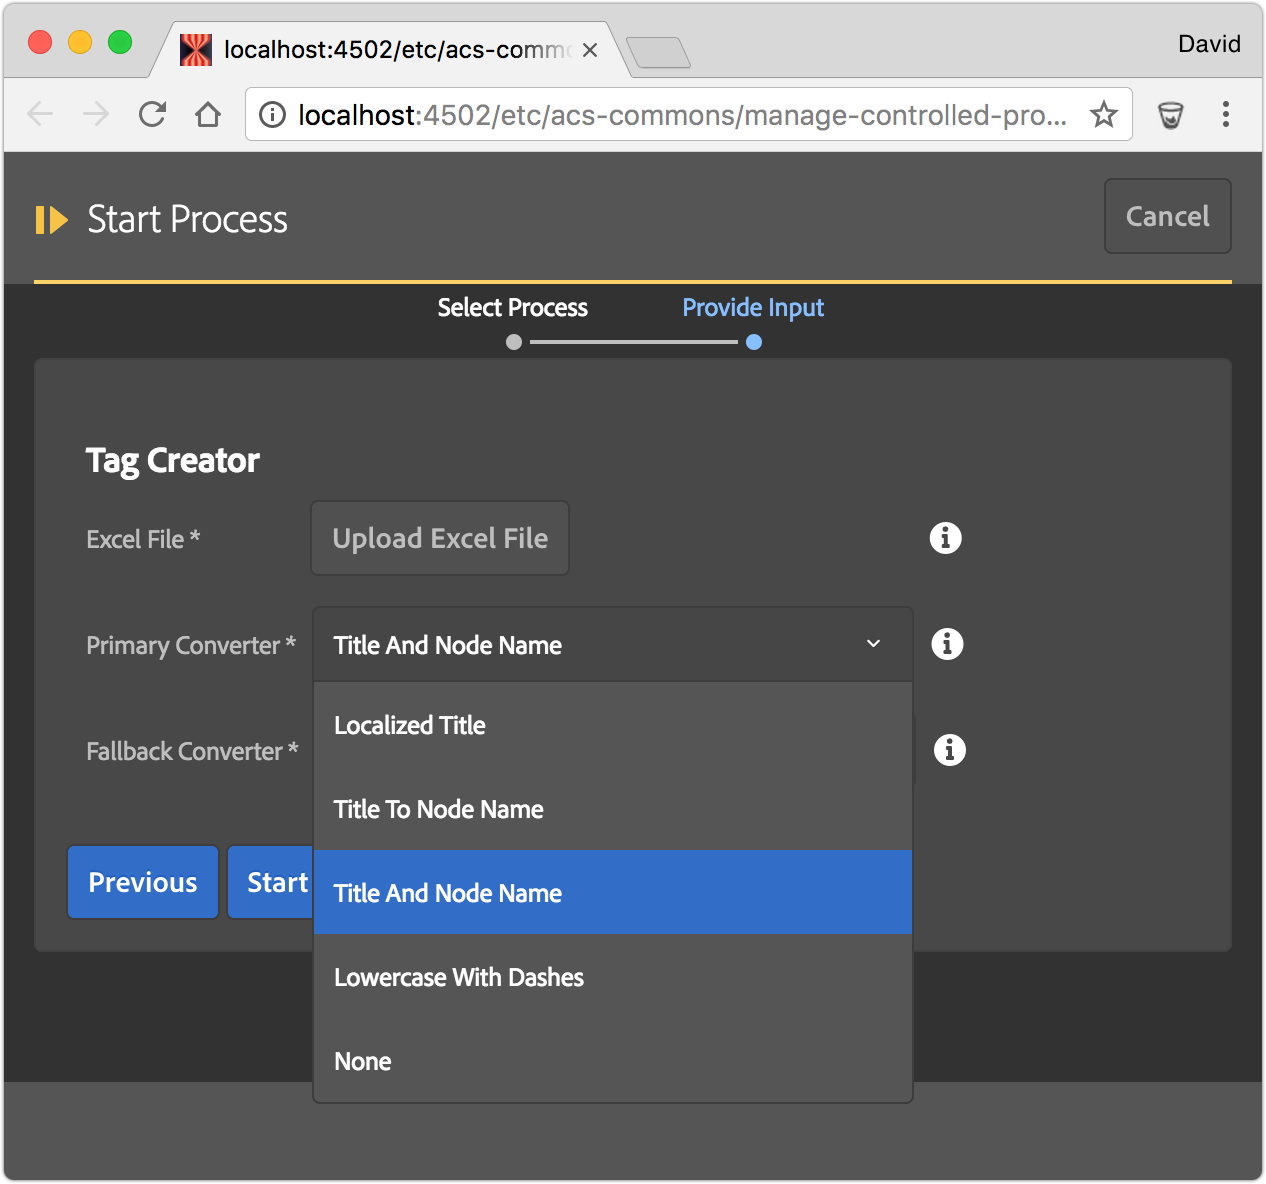 David
localhost:4502/etc/acs-comm
localhost:4502/etc/acs-commons/manage-controlled-pro...
Start Process
Cancel
Select Process
Provide Input
Tag Creator
Excel File *
Upload Excel File
Primary Converter *
Title And Node Name
Localized Title
Fallback Converter *
Title To Node Name
Previous
Start
Title And Node Name
Lowercase With Dashes
None